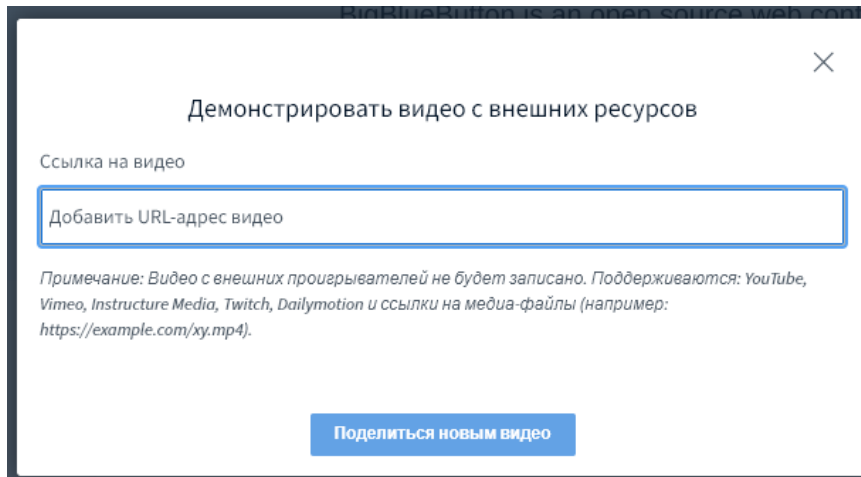 BigBlueButton is an open source web conf
Демонстрировать видео с внешних ресурсов
Ссылка на видео
Добавить URL-адрес видео
Примечание: Видео с внешних проигрывателей не будет записано. Поддерживаются: YouTube,
Vimeo, Instructure Media, Twitch, Dailymotion и ссылки на медиа-файлы (например:
https://example.com/xy.mp4).
Поделиться новым видео